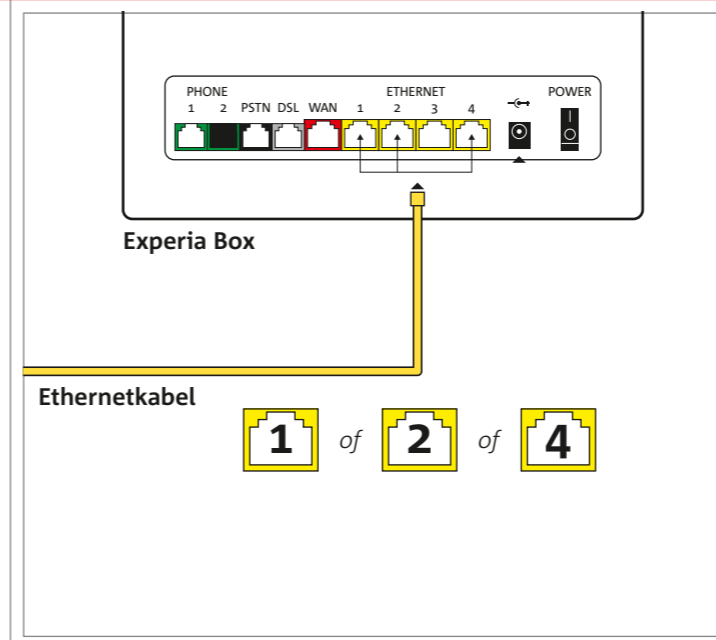 PHONE ETHERNET POWER
1 2 PSTN DSL WAN 1 2 3 4
Experia Box
Ethernetkabel
1 of 2 of 4